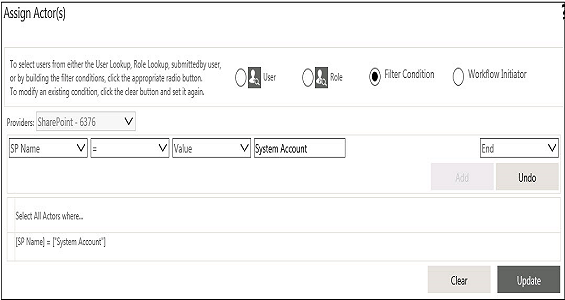 Assign Actor(s)
?
To select users from either the User Lookup, Role Lookup, submittedby user,
or by building the filter conditions, click the appropriate radio button.
To modify an existing condition, click the clear button and set it again.
User Role Filter Condition Workflow Initiator
Providers: SharePoint - 6376
SP Name = Value System Account End
Add Undo
Select All Actors where...
[SP Name] = ["System Account"]
Clear Update